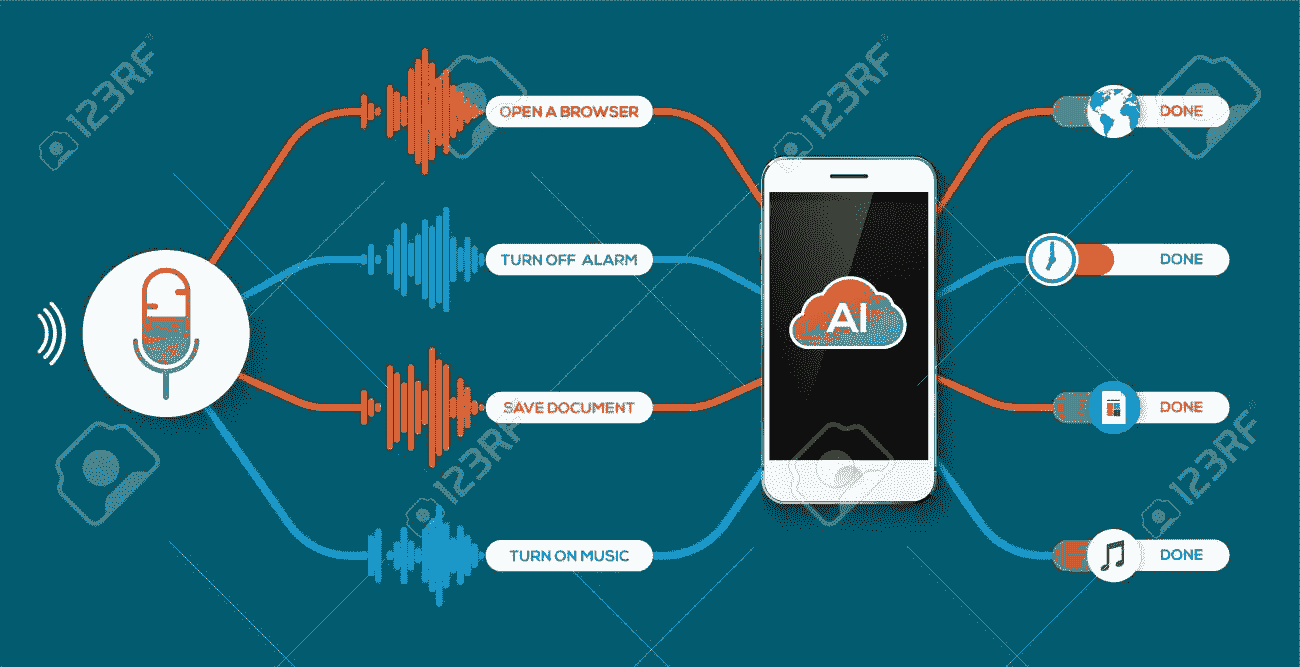 123RF
123RF
123RF
OPEN A BROWSER
DONE
TURN OFF ALARM
DONE
AI
SAVE DOCUMENT
DONE
123RF
123RF
TURN ON MUSIC
DONE